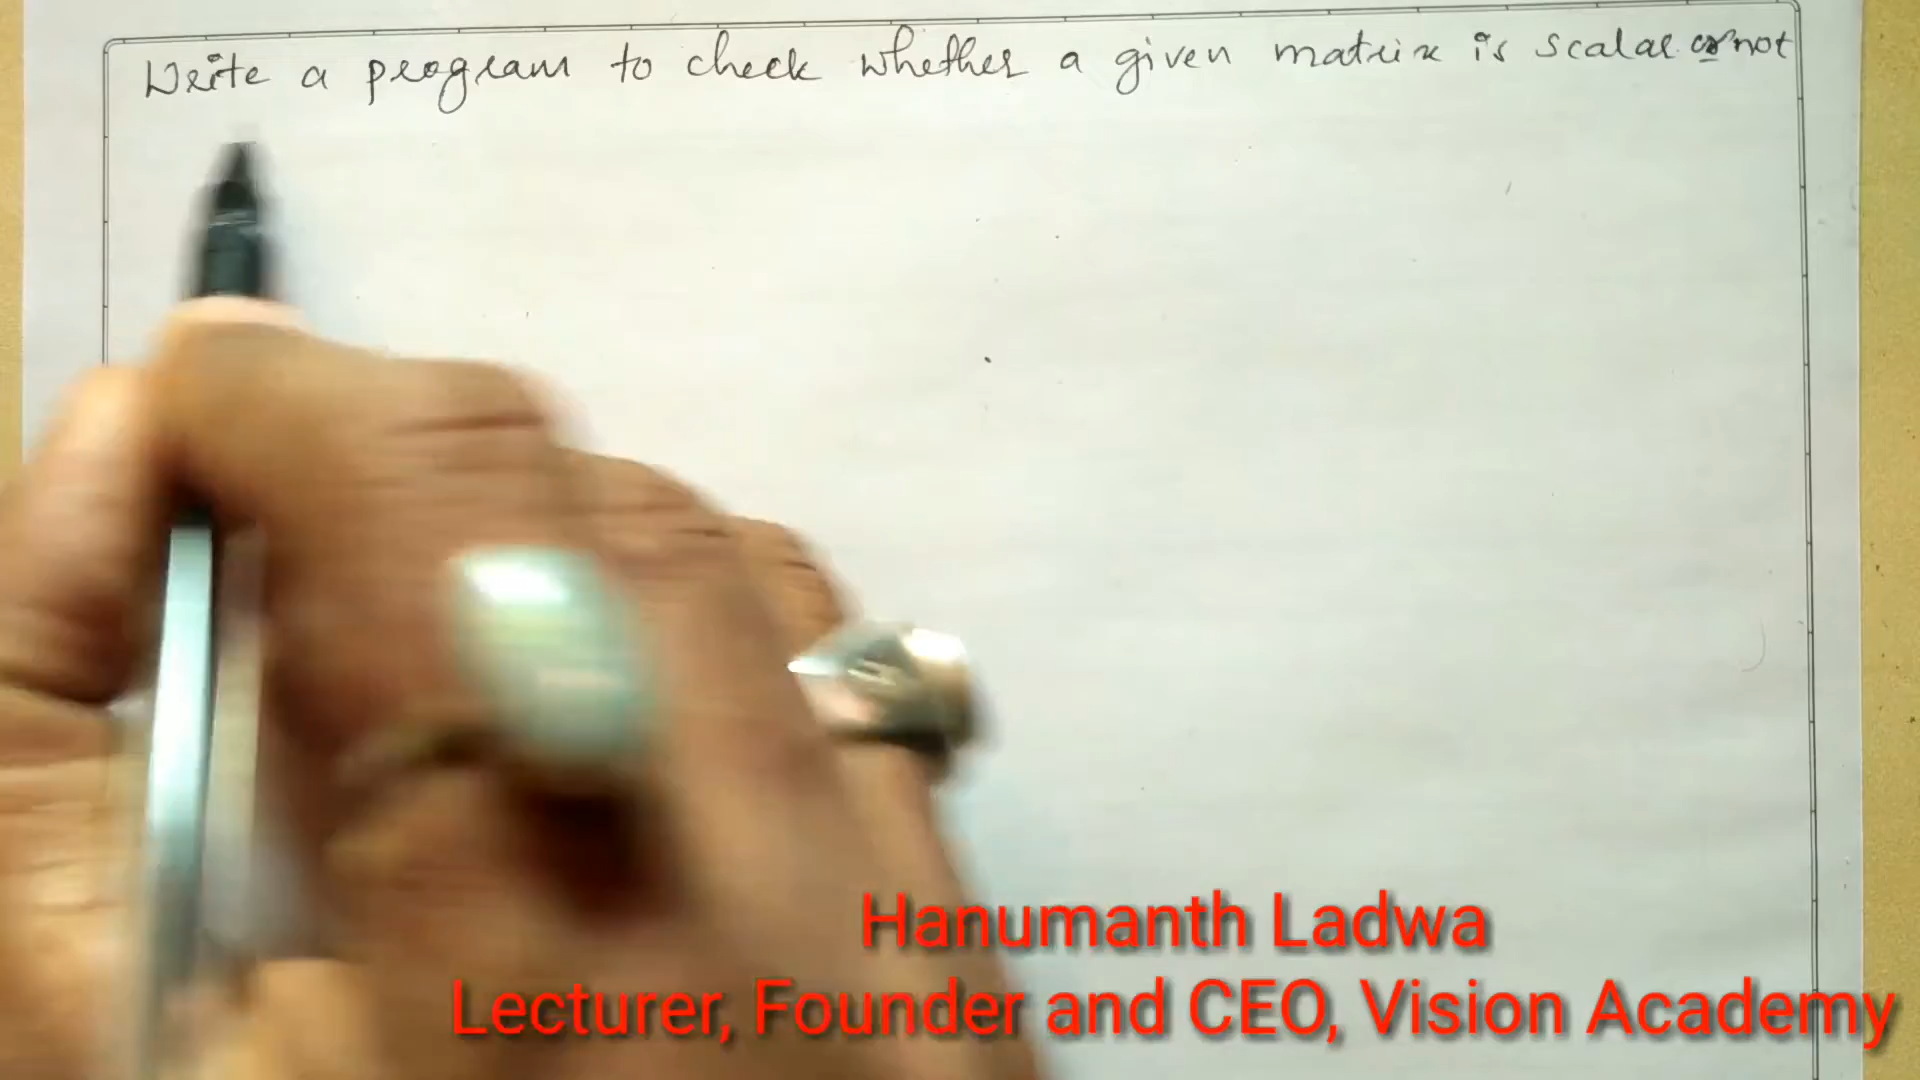 Write a program to check whether a given matrix is scalar or not
Hanumanth Ladwa
Lecturer, Founder and CEO, Vision Academy